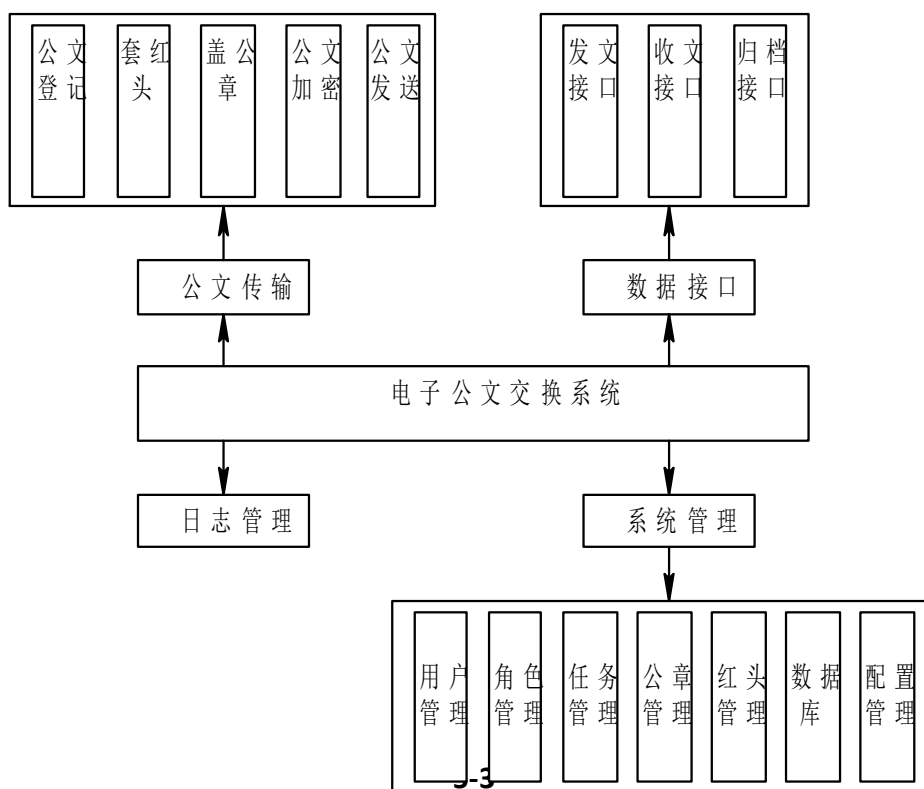 公文
登记
套红
头
盖公
章
公文
加密
公文
发送
发文
接口
收文
接口
归档
接口
公文传输
数据接口
电子公文交换系统
日志管理
系统管理
用户
管理
角色
管理
任务
管理
公章
管理
红头
管理
数据
库
配置
管理